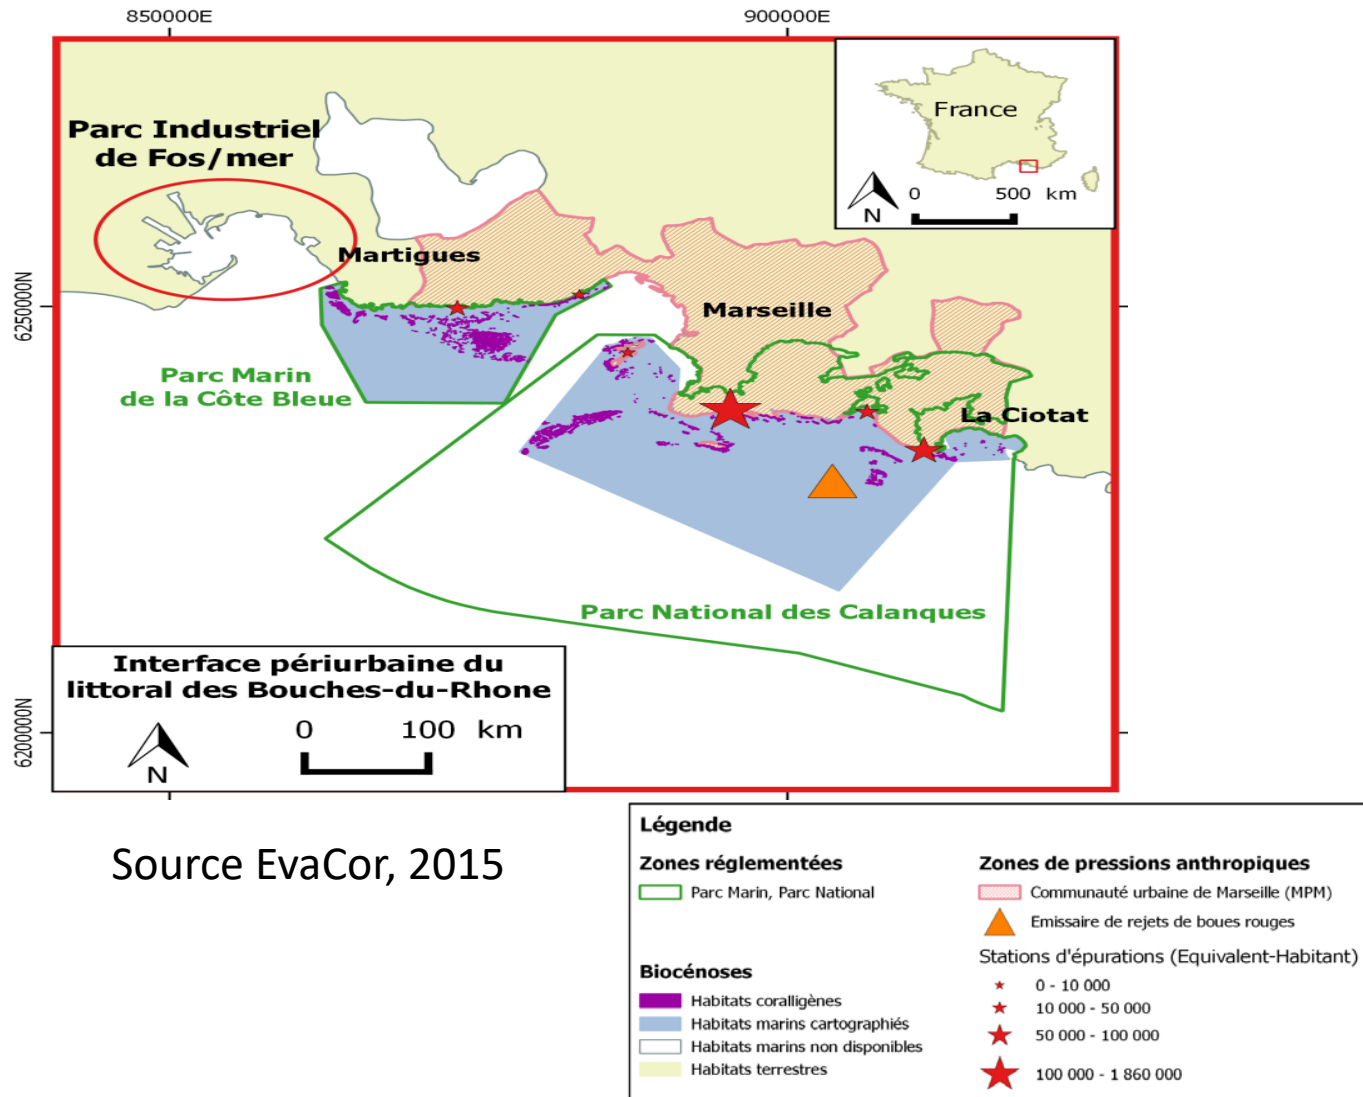 850000E
900000E
Parc Industriel
de Fos/mer
France
0 500 km
N
Martigues
Marseille
6250000N
Parc Marin
de la Côte Bleue
La Ciotat
Parc National des Calanques
Interface périurbaine du
littoral des Bouches-du-Rhone
0 100 km
N
6200000N
Source EvaCor, 2015
Légende
Zones réglementées
Parc Marin, Parc National
Biocénoses
Habitats coralligènes
Habitats marins cartographiés
Habitats marins non disponibles
Habitats terrestres
Zones de pressions anthropiques
Communauté urbaine de Marseille (MPM)
Emissaire de rejets de boues rouges
Stations d'épurations (Equivalent-Habitant)
0 - 10 000
10 000 - 50 000
50 000 - 100 000
100 000 - 1 860 000